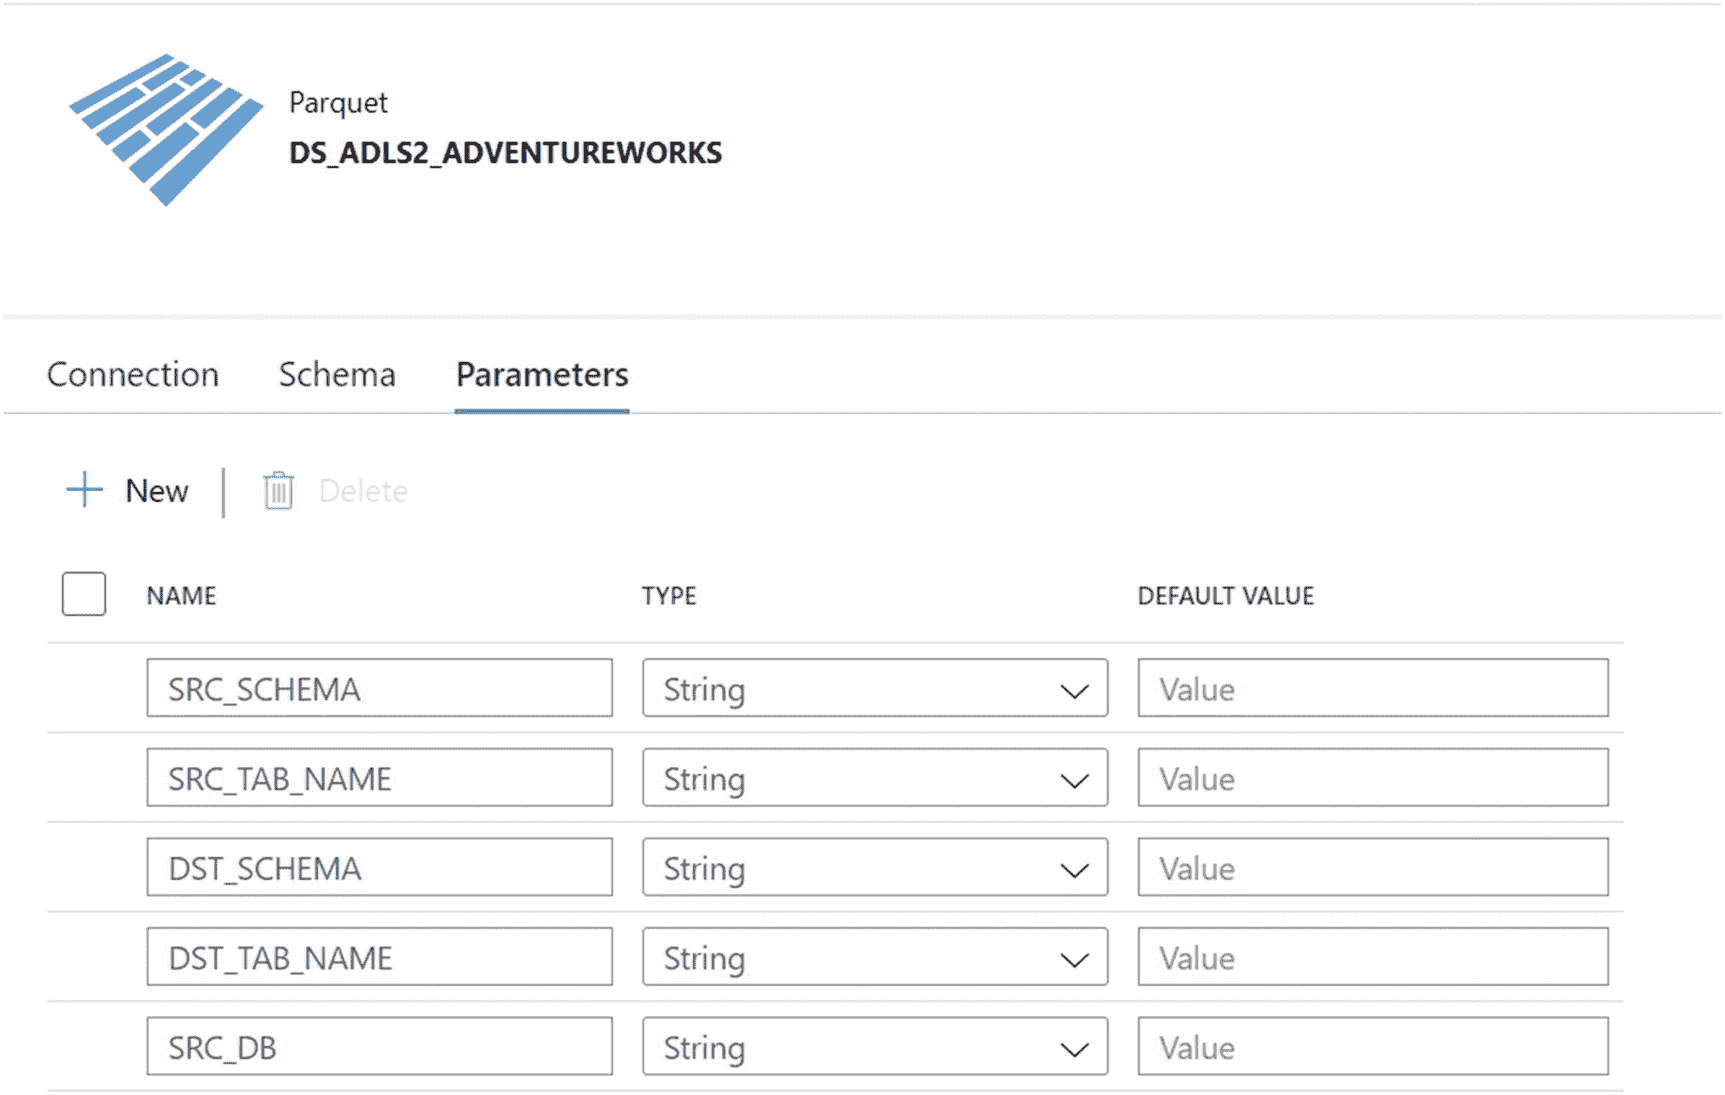 Parquet
DS_ADLS2_ADVENTUREWORKS
Connection Schema Parameters
New Delete
NAME TYPE DEFAULT VALUE
SRC_SCHEMA String Value
SRC_TAB_NAME String Value
DST_SCHEMA String Value
DST_TAB_NAME String Value
SRC_DB String Value